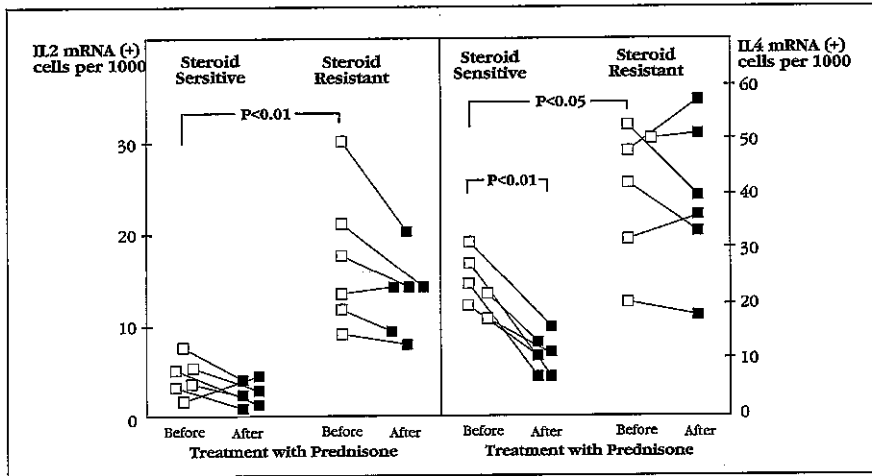 IL2 mRNA (+)
cells per 1000
Steroid
Sersitive
Steroid
Resistant
P<0.01
30
20
10
0
Before After Before After
Treatment with Prednisone
Steroid
Sensitive
Steroid
Resistant
IL4 mRNA (+)
cells per 1000
P<0.05
P<0.01
60
50
40
30
20
10
0
Before After Before After
Treatment with Prednisone